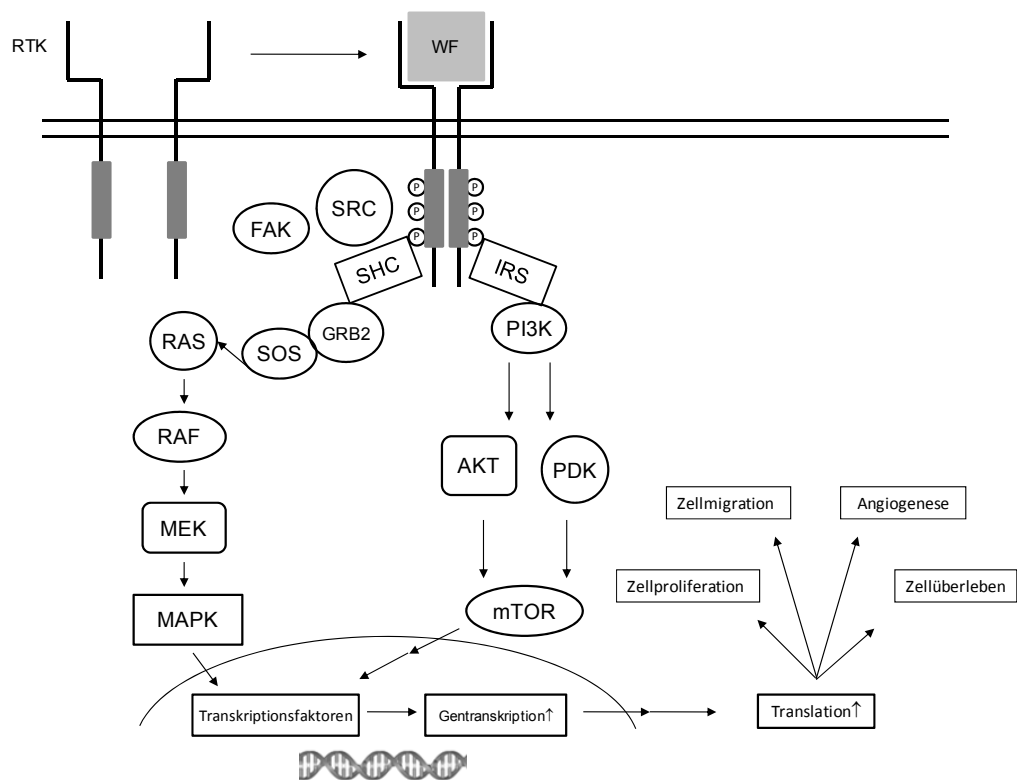 RTK
WF
P
P
P
P
P
P
SRC
FAK
SHC
IRS
GRB2
PI3K
RAS
SOS
RAF
AKT
PDK
MEK
Zellmigration
Angiogenese
Zellproliferation
Zellüberleben
MAPK
mTOR
Transkriptionsfaktoren
Gentranskription↑
Translation↑